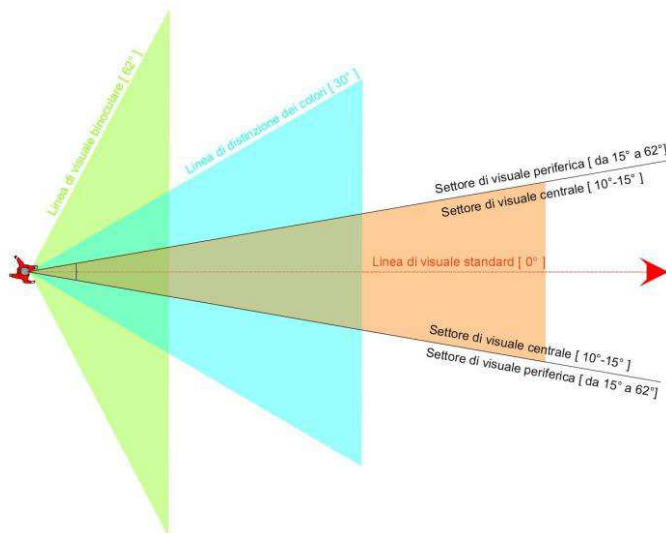 Linea di visuale binoculare [ 62° ]
Linea di distinzione dei colori [ 30° ]
Settore di visuale periferica [ da 15° a 62°]
Settore di visuale centrale [ 10°-15° ]
Linea di visuale standard [ 0° ]
Settore di visuale centrale [ 10°-15° ]
Settore di visuale periferica [ da 15° a 62°]